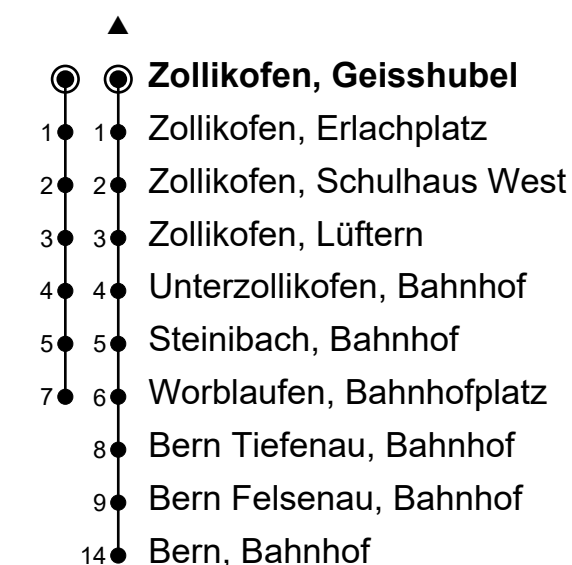 Zollikofen, Geisshubel
1 1 Zollikofen, Erlachplatz
2 2 Zollikofen, Schulhaus West
3 3 Zollikofen, Lüftern
4 4 Unterzollikofen, Bahnhof
5 5 Steinibach, Bahnhof
7 6 Worblaufen, Bahnhofplatz
8 Bern Tiefenau, Bahnhof
9 Bern Felsenau, Bahnhof
14 Bern, Bahnhof